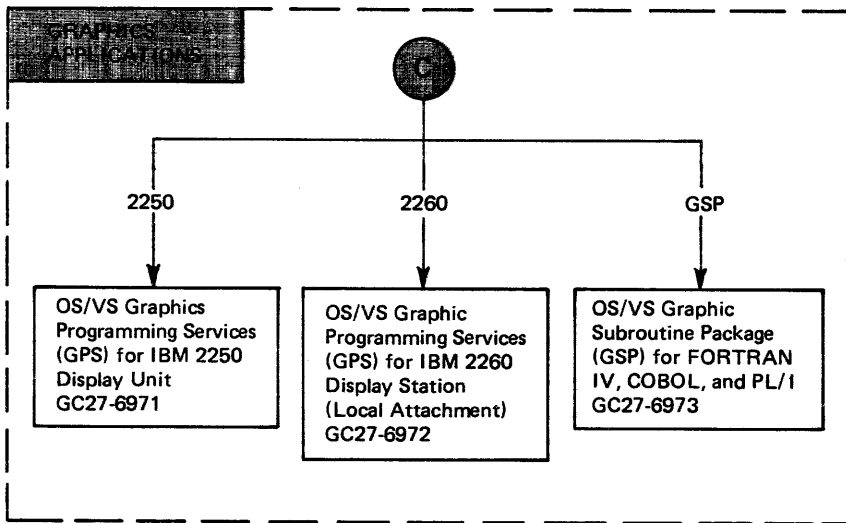 GRAPHICS
APPLICATIONS
C
2250
2260
GSP
OS/VS Graphics
Programming Services
(GPS) for IBM 2250
Display Unit
GC27-6971
OS/VS Graphic
Programming Services
(GPS) for IBM 2260
Display Station
(Local Attachment)
GC27-6972
OS/VS Graphic
Subroutine Package
(GSP) for FORTRAN
IV, COBOL, and PL/I
GC27-6973